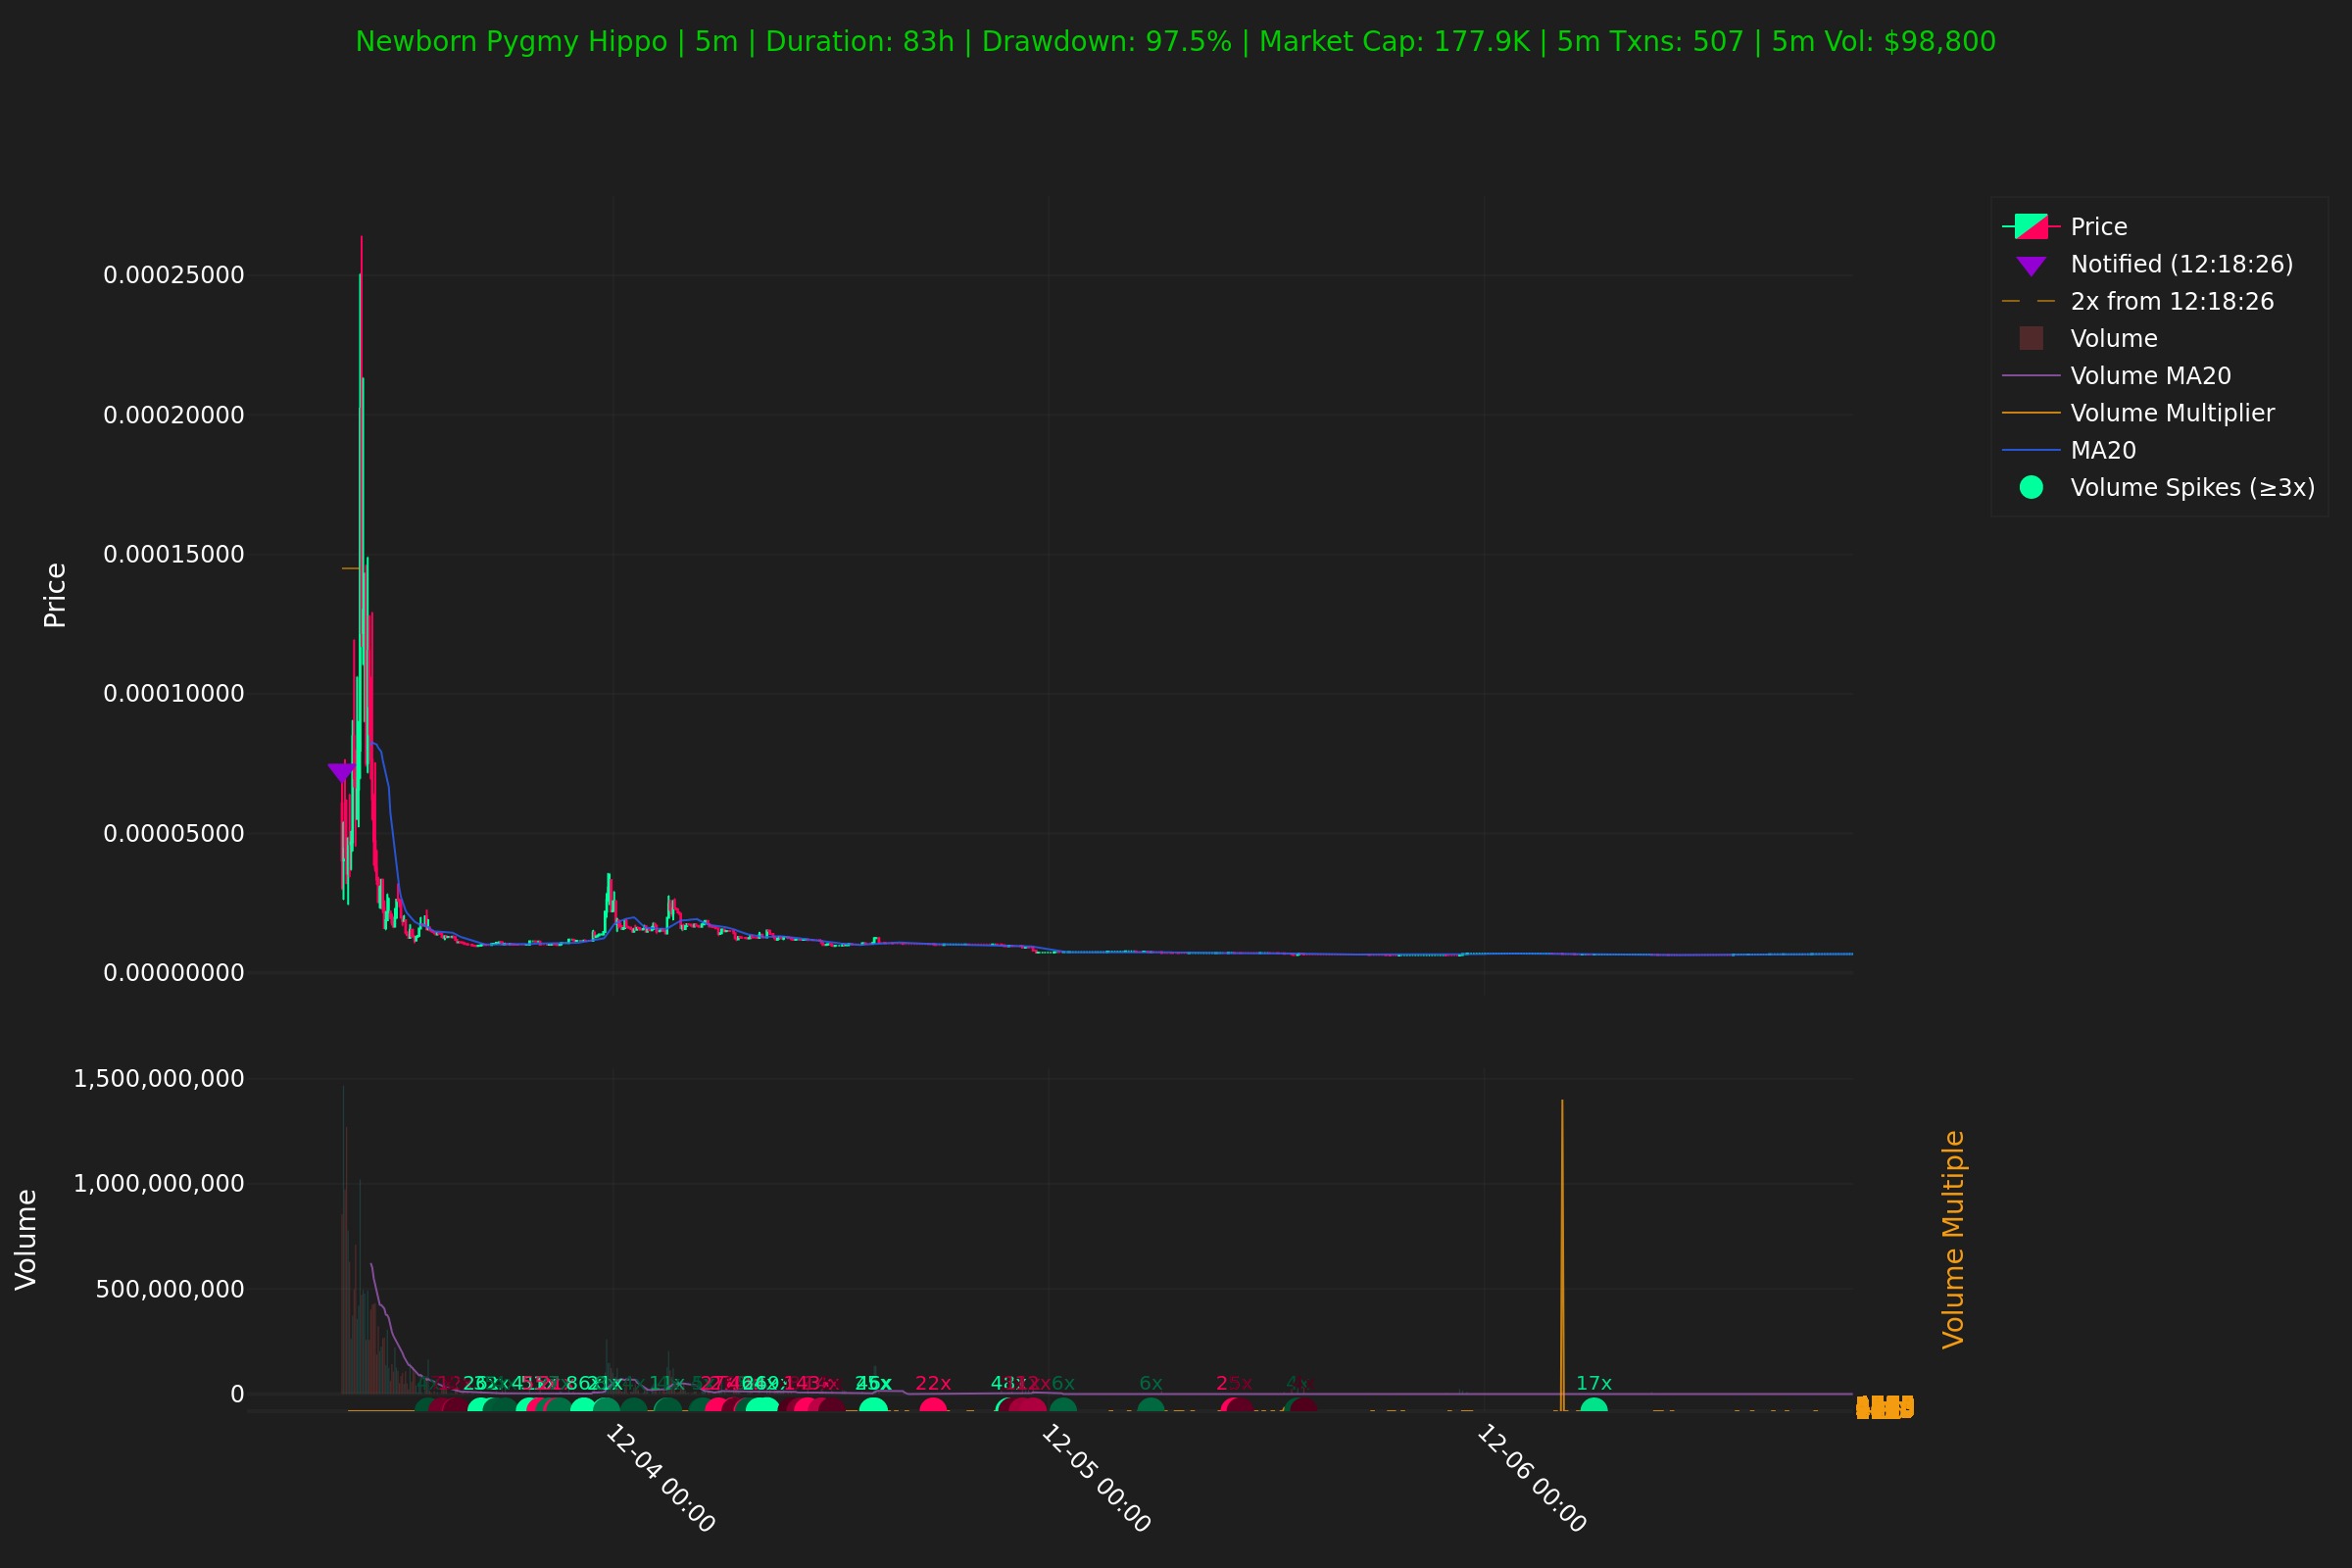 Newborn Pygmy Hippo | 5m | Duration: 83h | Drawdown: 97.5% | Market Cap: 177.9K | 5m Txns: 507 | 5m Vol: $98,800
Price
0.00025000
0.00020000
0.00015000
0.00010000
0.00005000
0.00000000
Price
Notified (12:18:26)
2x from 12:18:26
Volume
Volume MA20
Volume Multiplier
MA20
Volume Spikes (≥3x)
Volume
1,500,000,000
1,000,000,000
500,000,000
0
22x
6x
6x
4x
17x
Volume Multiple
12-04 00:00
12-05 00:00
12-06 00:00